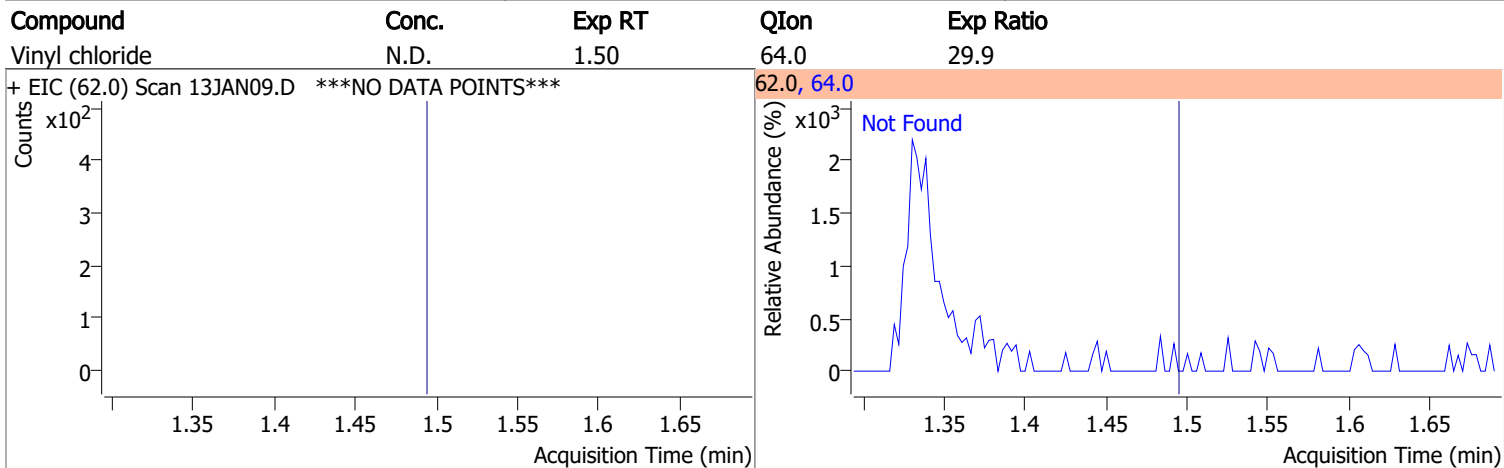 Compound Conc. Exp RT QIon Exp Ratio
Vinyl chloride N.D. 1.50 64.0 29.9
+ EIC (62.0) Scan 13JAN09.D ***NO DATA POINTS***
Counts
x10²
4
3
2
1
0
1.35 1.4 1.45 1.5 1.55 1.6 1.65
Acquisition Time (min)
62.0, 64.0
Relative Abundance (%)
x10³
Not Found
2
1.5
1
0.5
0
1.35 1.4 1.45 1.5 1.55 1.6 1.65
Acquisition Time (min)